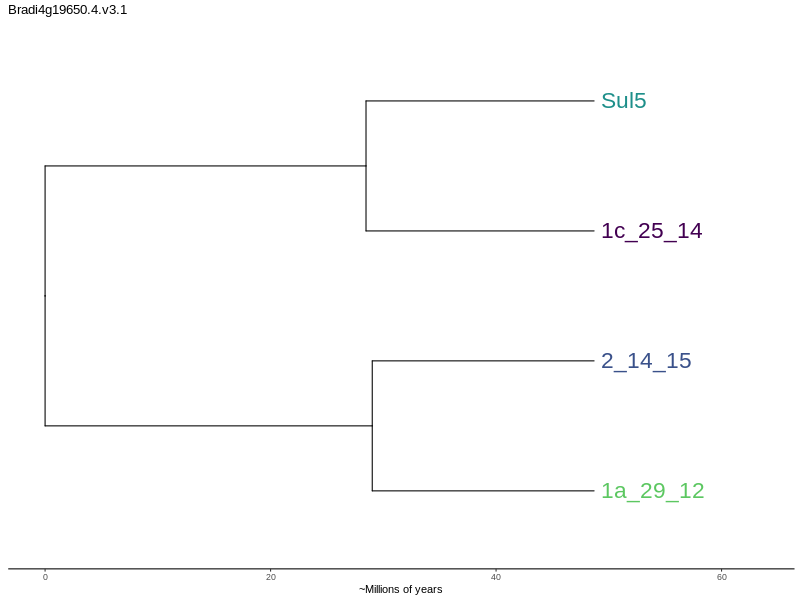 Bradi4g19650.4.v3.1
Sul5
1c_25_14
2_14_15
1a_29_12
0 20 40 60
~Millions of years